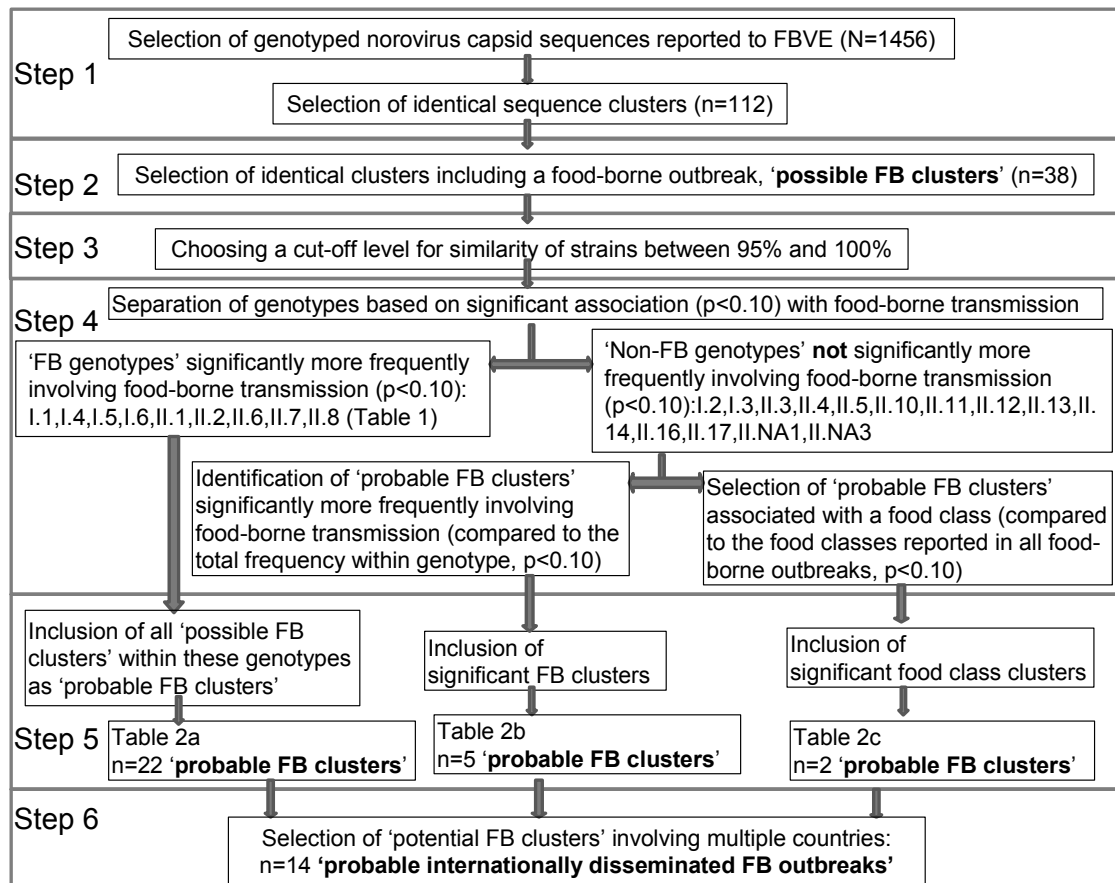 Step 1
Selection of genotyped norovirus capsid sequences reported to FBVE (N=1456)
Selection of identical sequence clusters (n=112)
Step 2
Selection of identical clusters including a food-borne outbreak, ‘possible FB clusters’ (n=38)
Step 3
Choosing a cut-off level for similarity of strains between 95% and 100%
Step 4
Separation of genotypes based on significant association (p<0.10) with food-borne transmission
‘FB genotypes’ significantly more frequently
involving food-borne transmission (p<0.10):
I.1,I.4,I.5,I.6,II.1,II.2,II.6,II.7,II.8 (Table 1)
‘Non-FB genotypes’ not significantly more
frequently involving food-borne transmission
(p<0.10):I.2,I.3,II.3,II.4,II.5,II.10,II.11,II.12,II.13,II.
14,II.16,II.17,II.NA1,II.NA3
Identification of ‘probable FB clusters’
significantly more frequently involving
food-borne transmission (compared to the
total frequency within genotype, p<0.10)
Selection of ‘probable FB clusters’
associated with a food class (compared
to the food classes reported in all food-
borne outbreaks, p<0.10)
Step 5
Inclusion of all ‘possible FB
clusters’ within these genotypes
as ‘probable FB clusters’
Inclusion of
significant FB clusters
Inclusion of
significant food class clusters
Table 2a
n=22 ‘probable FB clusters’
Table 2b
n=5 ‘probable FB clusters’
Table 2c
n=2 ‘probable FB clusters’
Step 6
Selection of ‘potential FB clusters’ involving multiple countries:
n=14 ‘probable internationally disseminated FB outbreaks’